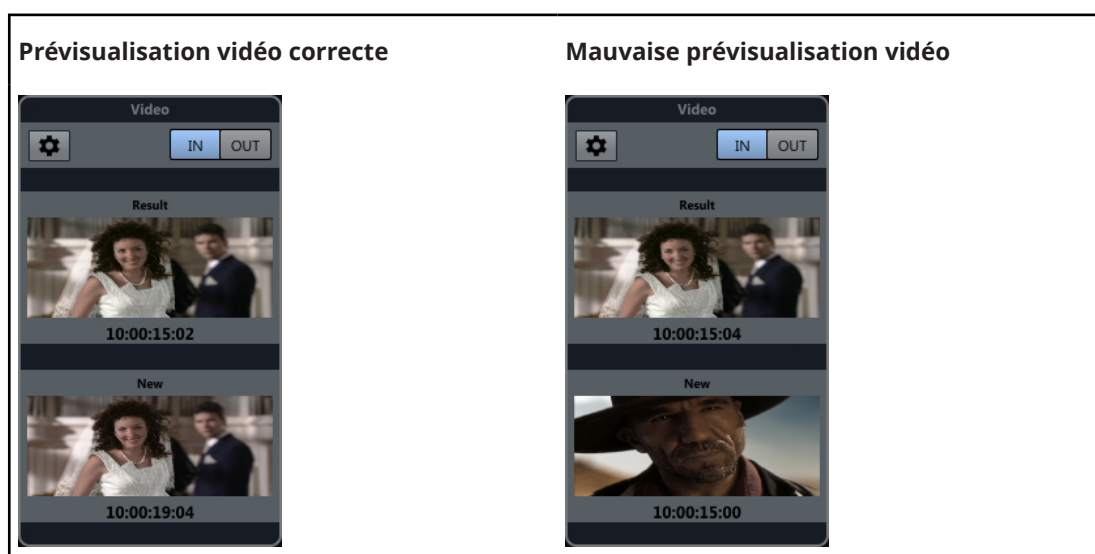 Prévisualisation vidéo correcte
Mauvaise prévisualisation vidéo
Video
IN OUT
Result
10:00:15:02
New
10:00:19:04
Video
IN OUT
Result
10:00:15:04
New
10:00:15:00